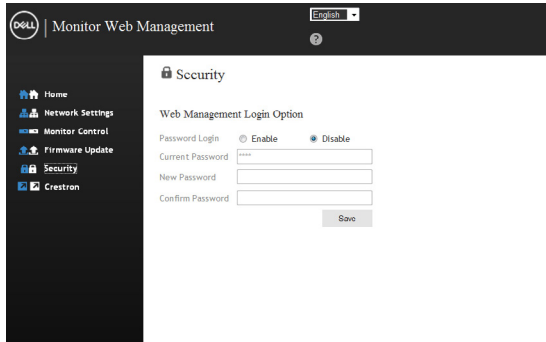 DELL | Monitor Web Management
English
?
Home
Network Settings
Monitor Control
Firmware Update
Security
Crestron
Security
Web Management Login Option
Password Login Enable Disable
Current Password ****
New Password
Confirm Password
Save